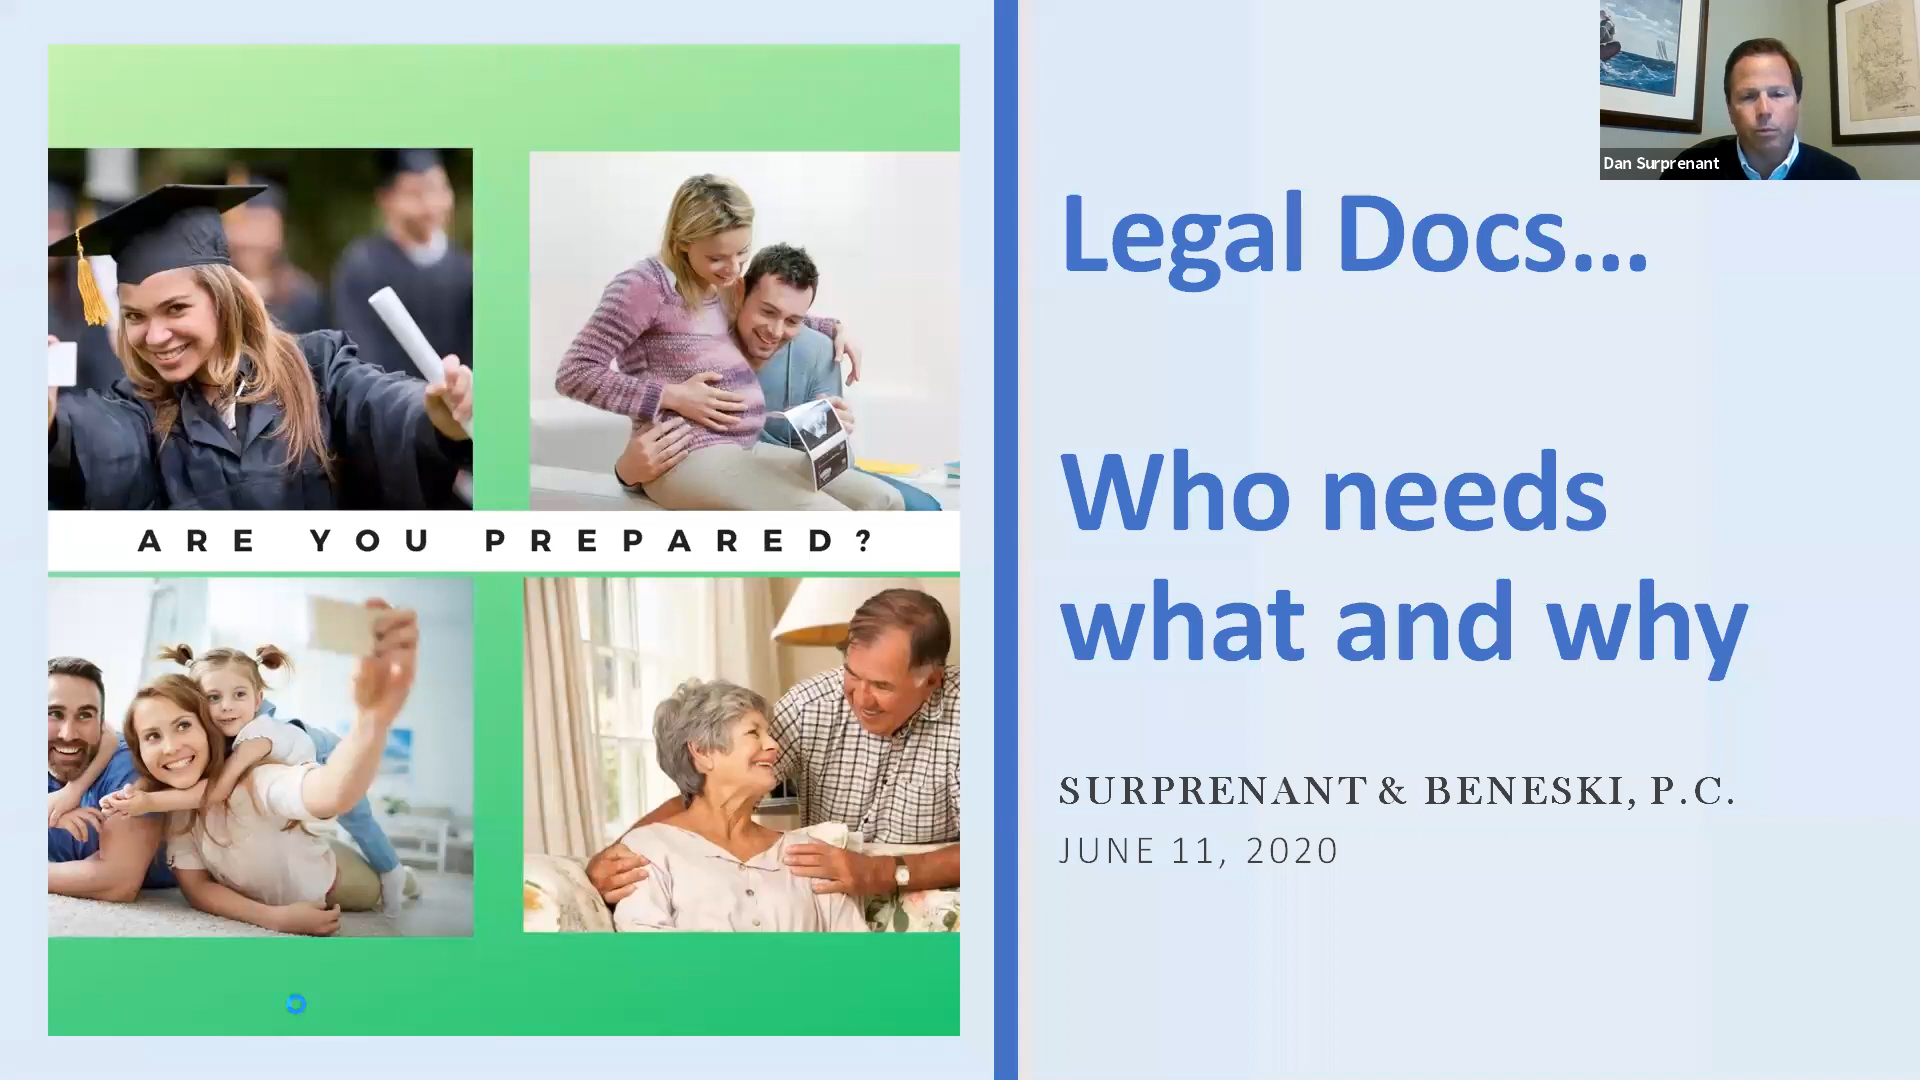 Dan Surprenant
Legal Docs...
Who needs
what and why
SURPRENANT & BENESKI, P.C.
JUNE 11, 2020
ARE YOU PREPARED?